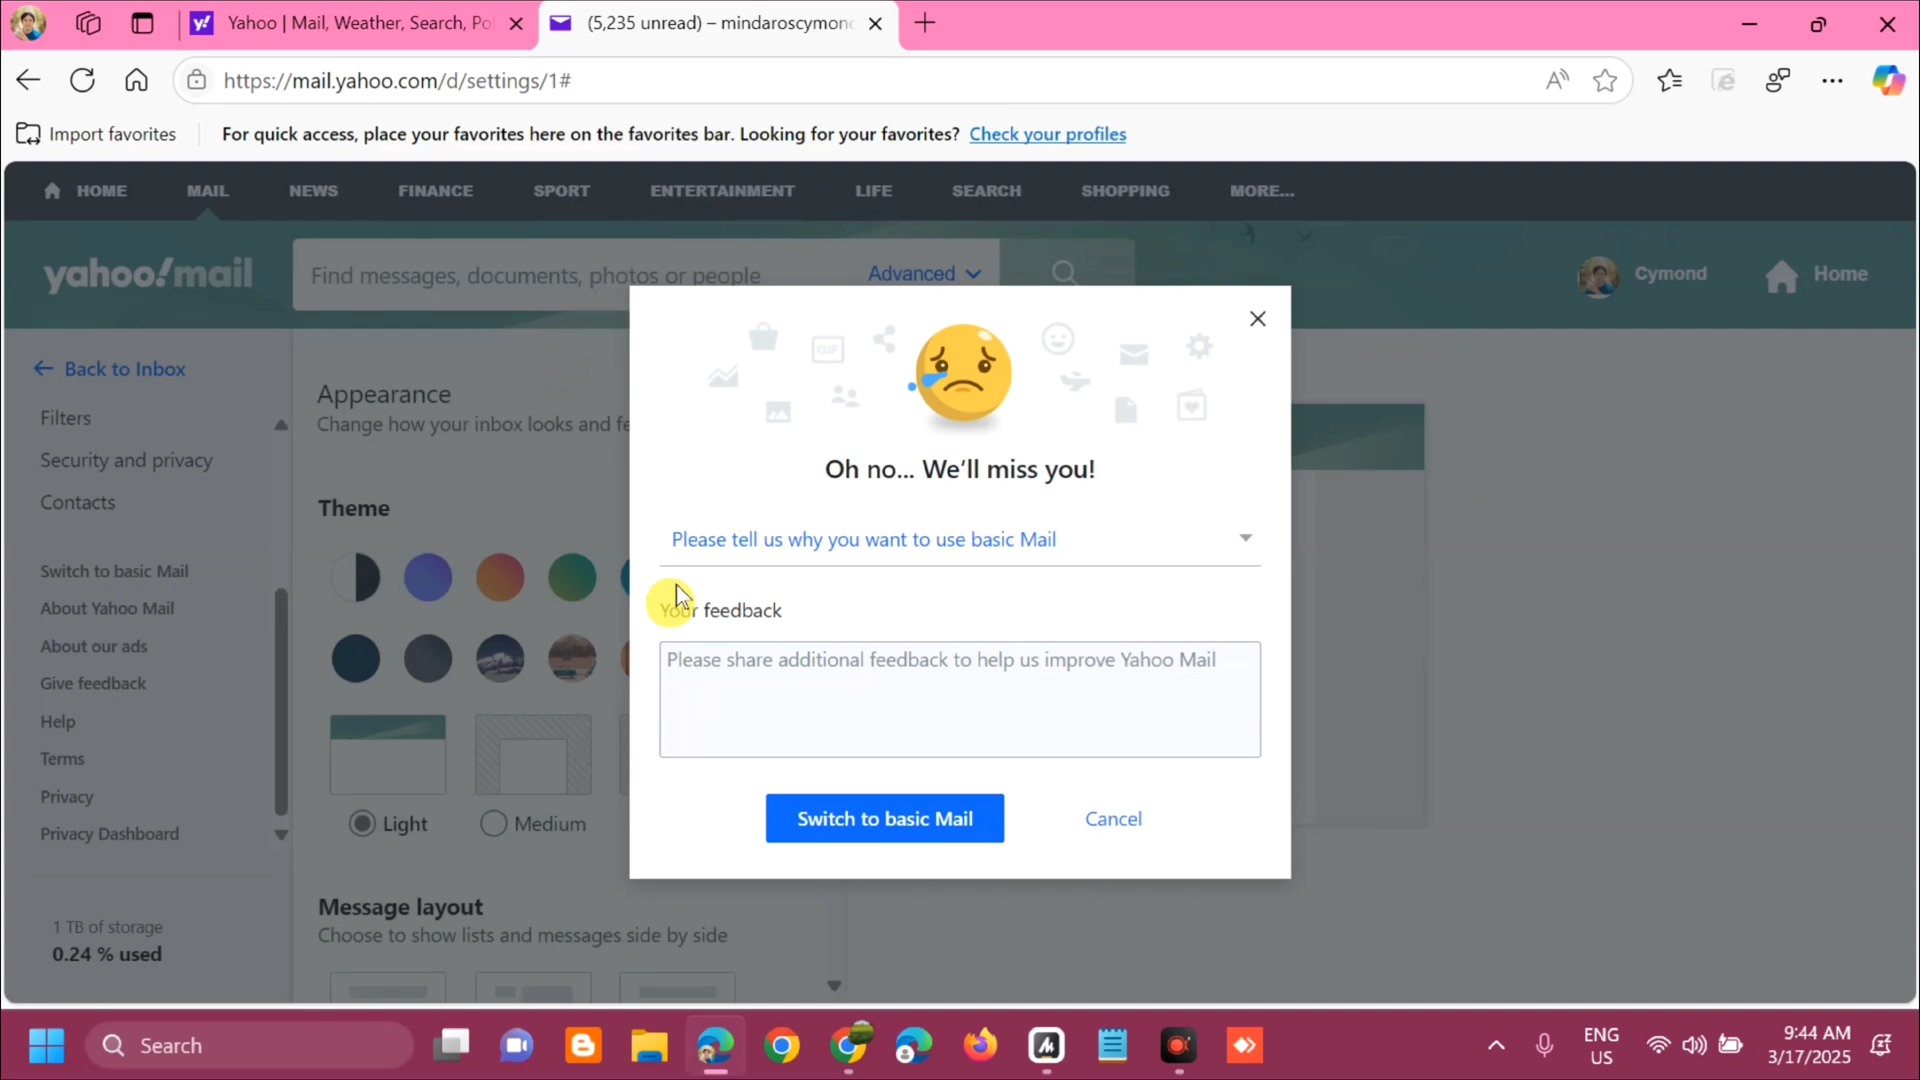 Yahoo | Mail, Weather, Search, Pol
(5,235 unread) – mindaroscymond
https://mail.yahoo.com/d/settings/1#
Import favorites
For quick access, place your favorites here on the favorites bar. Looking for your favorites? Check your profiles
HOME MAIL NEWS FINANCE SPORT ENTERTAINMENT LIFE SEARCH SHOPPING MORE...
yahoo!mail
Find messages, documents, photos or people
Advanced
Cymond
Home
Back to Inbox
Filters
Security and privacy
Contacts
Switch to basic Mail
About Yahoo Mail
About our ads
Give feedback
Help
Terms
Privacy
Privacy Dashboard
1 TB of storage
0.24 % used
Appearance
Change how your inbox looks and fe
Theme
Light
Medium
Message layout
Choose to show lists and messages side by side
GIF
Oh no... We'll miss you!
Please tell us why you want to use basic Mail
Your feedback
Please share additional feedback to help us improve Yahoo Mail
Switch to basic Mail
Cancel
Search
ENG
US
9:44 AM
3/17/2025